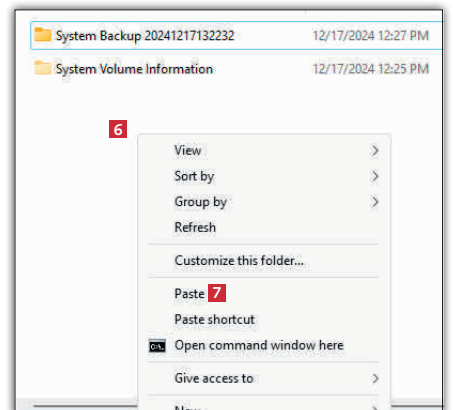 System Backup 20241217132232 12/17/2024 12:27 PM
System Volume Information 12/17/2024 12:25 PM
6
View
Sort by
Group by
Refresh
Customize this folder...
Paste 7
Paste shortcut
Open command window here
Give access to
New